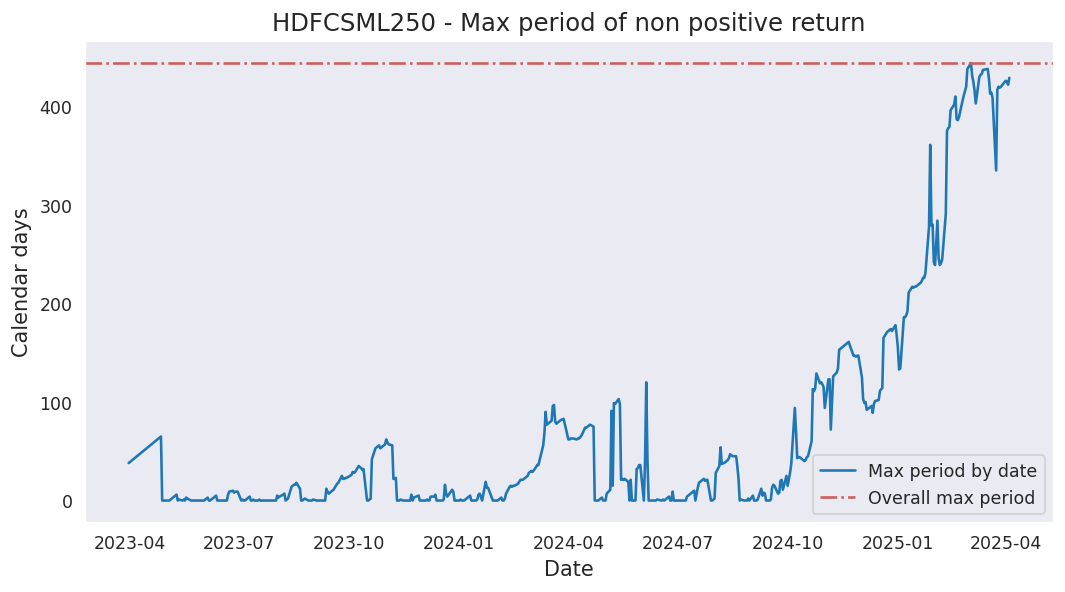 HDFCSML250 - Max period of non positive return
Calendar days
400
300
200
100
0
Max period by date
Overall max period
2023-04 2023-07 2023-10 2024-01 2024-04 2024-07 2024-10 2025-01 2025-04
Date